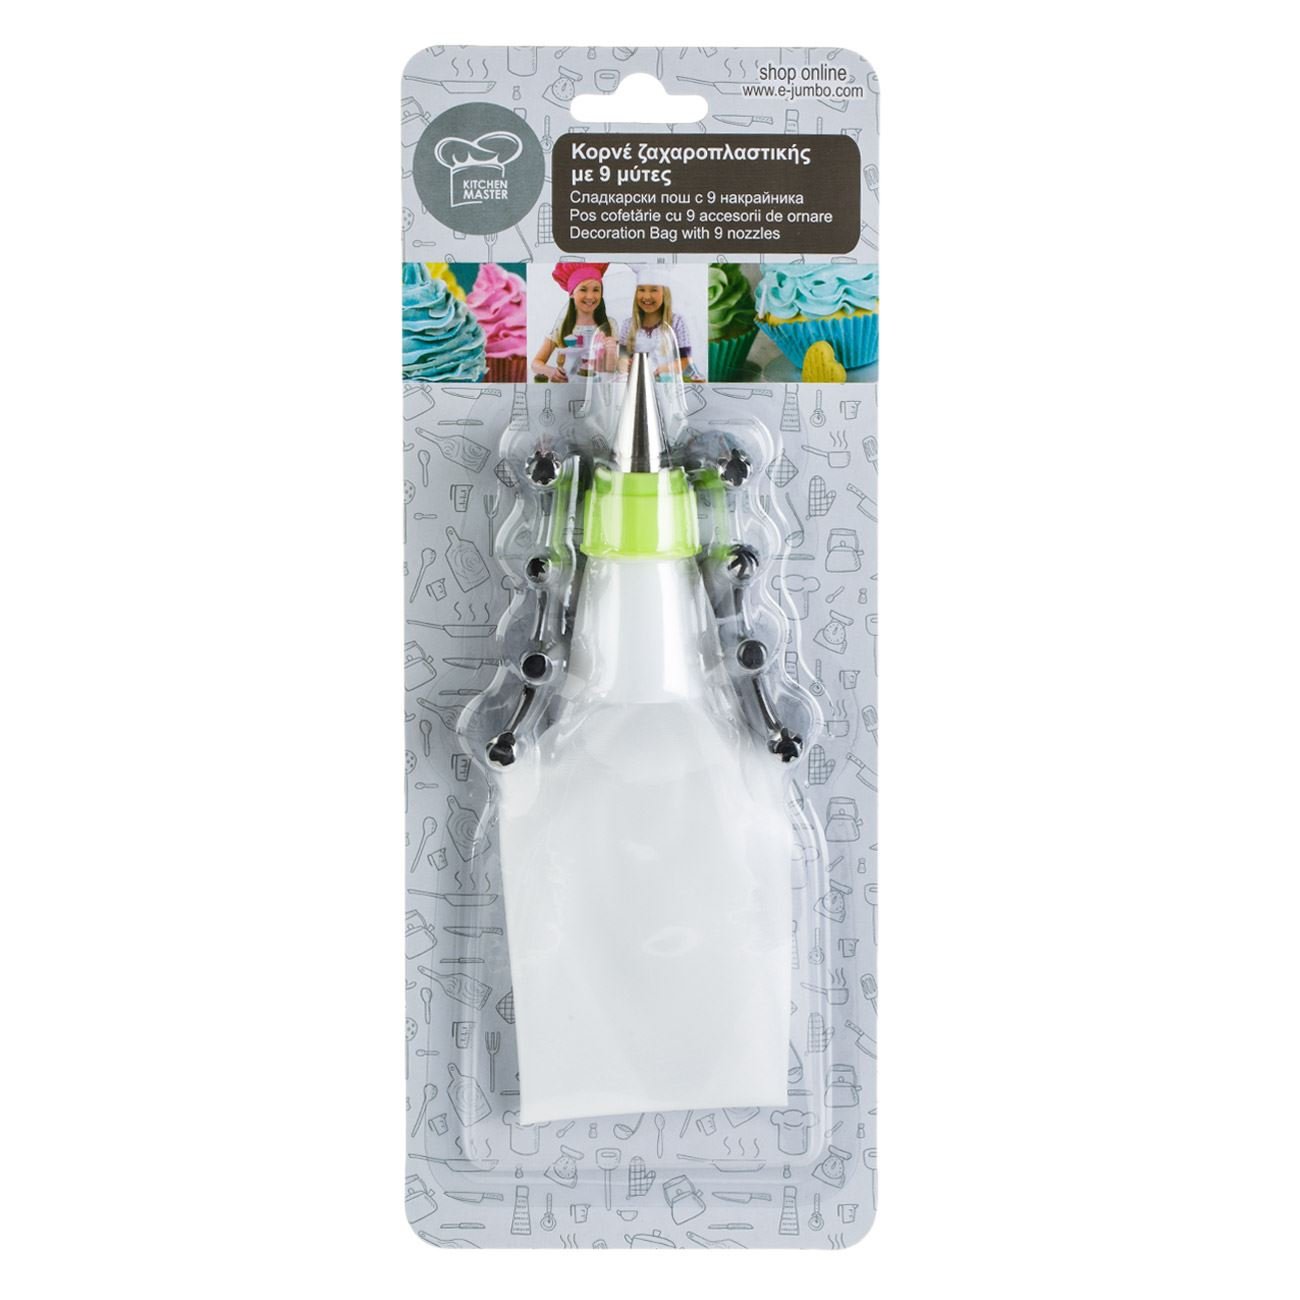 shop online
www.e-jumbo.com
KITCHEN
MASTER
Κορνέ ζαχαροπλαστικής
με 9 μύτες
Сладкарски пош с 9 накрайника
Pos cofetărie cu 9 accesorii de ornare
Decoration Bag with 9 nozzles